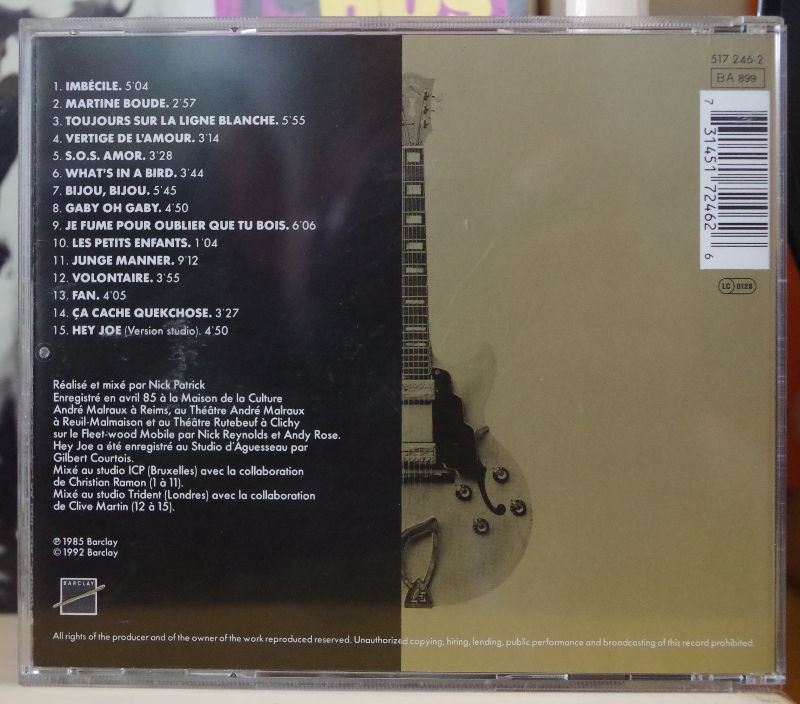 517 246-2
BA 899
7 31451 72462 6
LC 0126
1. IMBÉCILE. 5'04
2. MARTINE BOUDE. 2'57
3. TOUJOURS SUR LA LIGNE BLANCHE. 5'55
4. VERTIGE DE L'AMOUR. 3'14
5. S.O.S. AMOR. 3'28
6. WHAT'S IN A BIRD. 3'44
7. BIJOU, BIJOU. 5'45
8. GABY OH GABY. 4'50
9. JE FUME POUR OUBLIER QUE TU BOIS. 6'06
10. LES PETITS ENFANTS. 1'04
11. JUNGE MANNER. 9'12
12. VOLONTAIRE. 3'55
13. FAN. 4'05
14. ÇA CACHE QUEKCHOSE. 3'27
15. HEY JOE (Version studio). 4'50
Réalisé et mixé par Nick Patrick
Enregistré en avril 85 à la Maison de la Culture
André Malraux à Reims, au Théâtre André Malraux
à Reuil-Malmaison et au Théâtre Rutebeuf à Clichy
sur le Fleet-wood Mobile par Nick Reynolds et Andy Rose.
Hey Joe a été enregistré au Studio d'Aguesseau par
Gilbert Courtois.
Mixé au studio ICP (Bruxelles) avec la collaboration
de Christian Ramon (1 à 11).
Mixé au studio Trident (Londres) avec la collaboration
de Clive Martin (12 à 15).
℗ 1985 Barclay
© 1992 Barclay
BARCLAY
All rights of the producer and of the owner of the work reproduced reserved. Unauthorized copying, hiring, lending, public performance and broadcasting of this record prohibited.